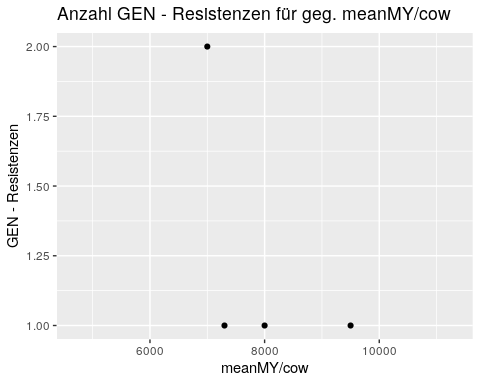 Anzahl GEN - Resistenzen für geg. meanMY/cow
2.00
1.75
1.50
1.25
1.00
GEN - Resistenzen
6000 8000 10000
meanMY/cow